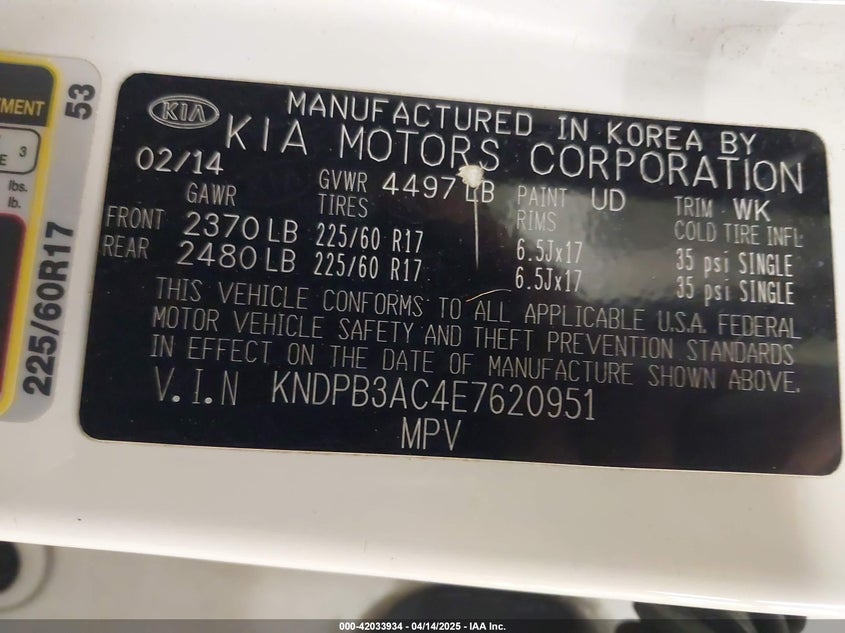 TMENT
E 3
lbs.
lb.
53
225/60R17
KIA
MANUFACTURED IN KOREA BY
KIA MOTORS CORPORATION
02/14
GAWR
GVWR 4497 LB
TIRES
PAINT UD
RIMS
TRIM WK
COLD TIRE INFL
FRONT 2370 LB 225/60 R17 6.5Jx17 35 psi SINGLE
REAR 2480 LB 225/60 R17 6.5Jx17 35 psi SINGLE
THIS VEHICLE CONFORMS TO ALL APPLICABLE U.S.A. FEDERAL
MOTOR VEHICLE SAFETY AND THEFT PREVENTION STANDARDS
IN EFFECT ON THE DATE OF MANUFACTURE SHOWN ABOVE.
V.I.N KNDPB3AC4E7620951
MPV
000-42033934 - 04/14/2025 - IAA Inc.